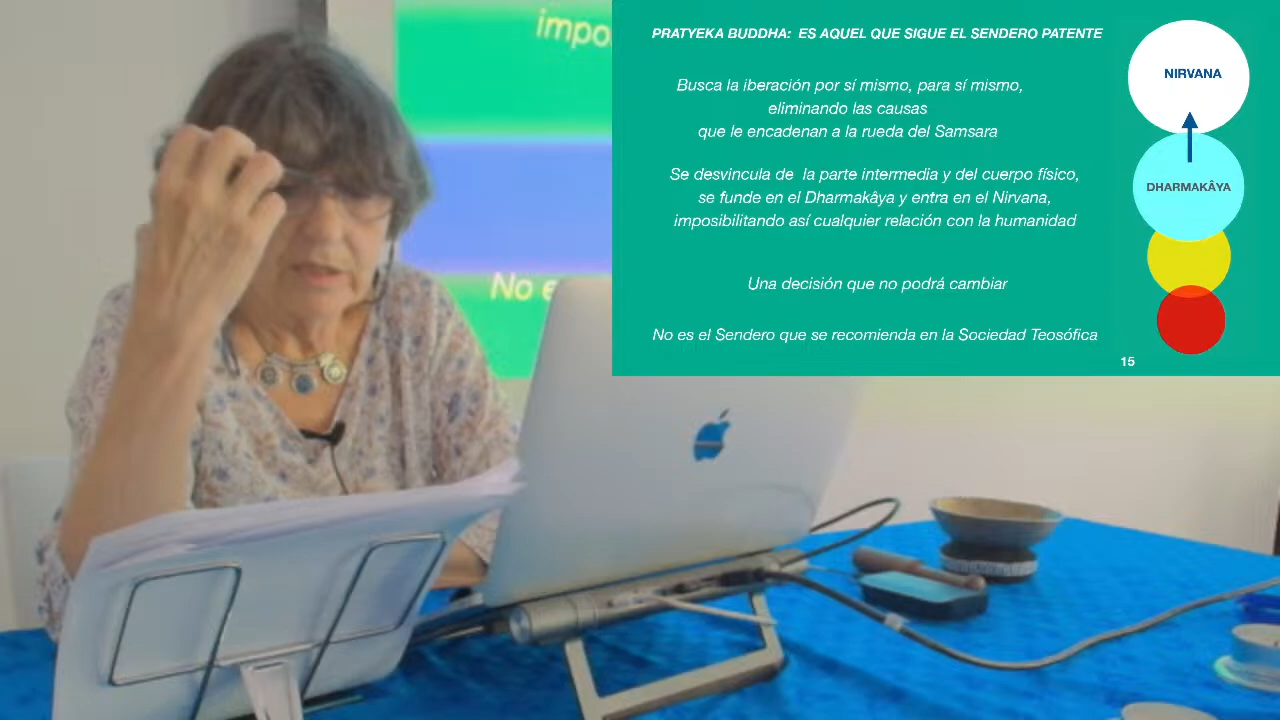 impo
No e
PRATYEKA BUDDHA: ES AQUEL QUE SIGUE EL SENDERO PATENTE
Busca la iberación por sí mismo, para sí mismo,
eliminando las causas
que le encadenan a la rueda del Samsara
Se desvincula de la parte intermedia y del cuerpo físico,
se funde en el Dharmakâya y entra en el Nirvana,
imposibilitando así cualquier relación con la humanidad
Una decisión que no podrá cambiar
No es el Sendero que se recomienda en la Sociedad Teosófica
15
NIRVANA
DHARMAKÂYA